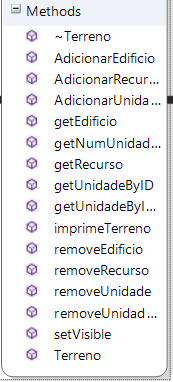 Methods
~Terreno
AdicionarEdificio
AdicionarRecur...
AdicionarUnida...
getEdificio
getNumUnidad...
getRecurso
getUnidadeByID
getUnidadeByI...
imprimeTerreno
removeEdificio
removeRecurso
removeUnidade
removeUnidad...
setVisible
Terreno